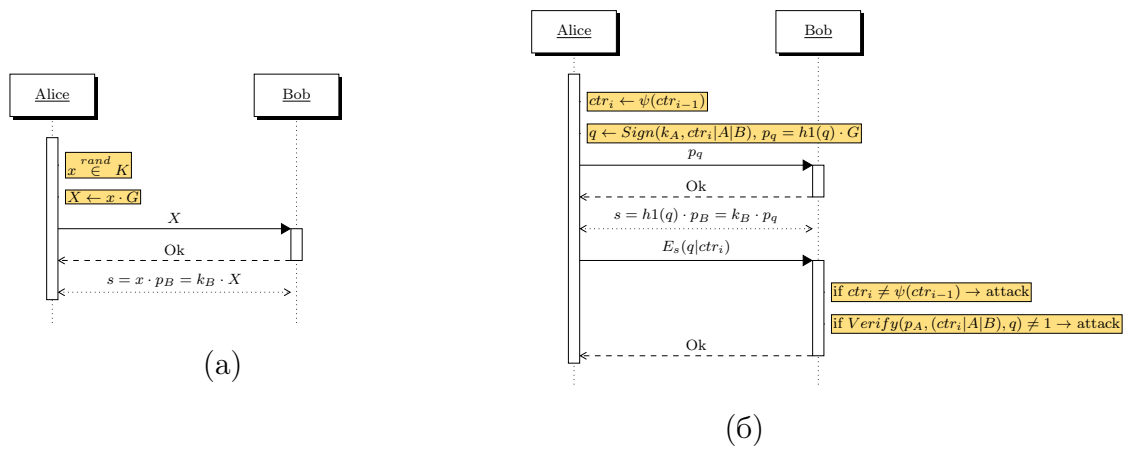 Alice
Bob
x rand ∈ K
X ← x · G
X
Ok
s = x · p_B = k_B · X
(а)
Alice
Bob
ctr_i ← ψ(ctr_{i−1})
q ← Sign(k_A, ctr_i|A|B), p_q = h1(q) · G
p_q
Ok
s = h1(q) · p_B = k_B · p_q
E_s(q|ctr_i)
if ctr_i ≠ ψ(ctr_{i−1}) → attack
if Verify(p_A, (ctr_i|A|B), q) ≠ 1 → attack
Ok
(б)